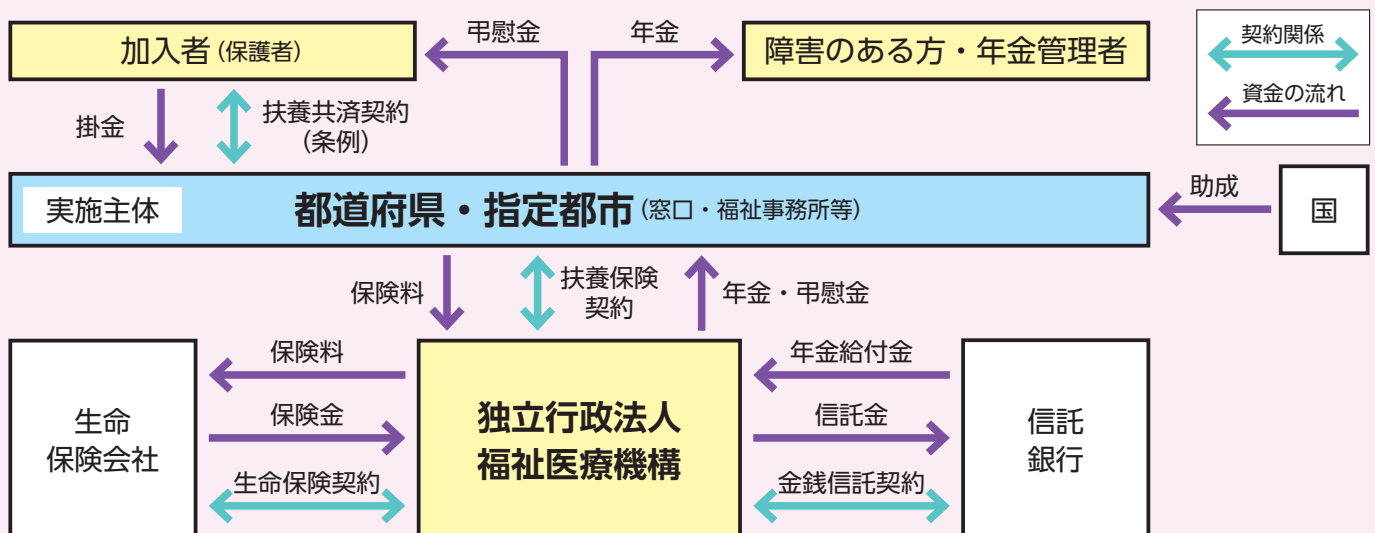 加入者(保護者)
弔慰金
年金
障害のある方・年金管理者
契約関係
資金の流れ
掛金
扶養共済契約
(条例)
実施主体
都道府県・指定都市(窓口・福祉事務所等)
助成
国
保険料
扶養保険
契約
年金・弔慰金
生命
保険会社
保険料
保険金
生命保険契約
独立行政法人
福祉医療機構
年金給付金
信託金
金銭信託契約
信託
銀行